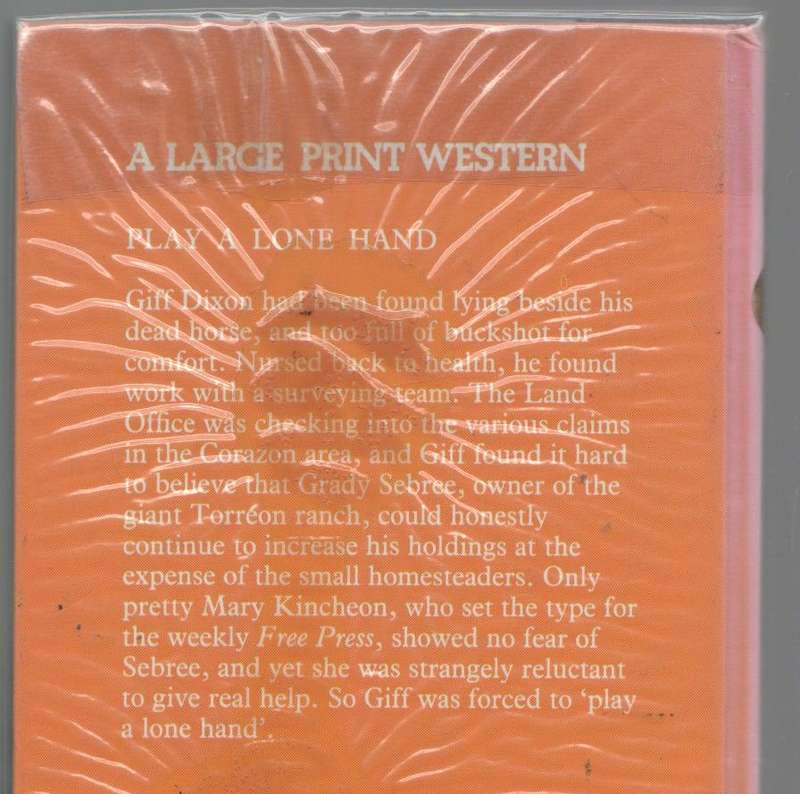 A LARGE PRINT WESTERN
PLAY A LONE HAND
Giff Dixon had been found lying beside his
dead horse, and too full of buckshot for
comfort. Nursed back to health, he found
work with a surveying team. The Land
Office was checking into the various claims
in the Corazon area, and Giff found it hard
to believe that Grady Sebree, owner of the
giant Torreon ranch, could honestly
continue to increase his holdings at the
expense of the small homesteaders. Only
pretty Mary Kincheon, who set the type for
the weekly Free Press, showed no fear of
Sebree, and yet she was strangely reluctant
to give real help. So Giff was forced to ‘play
a lone hand’.